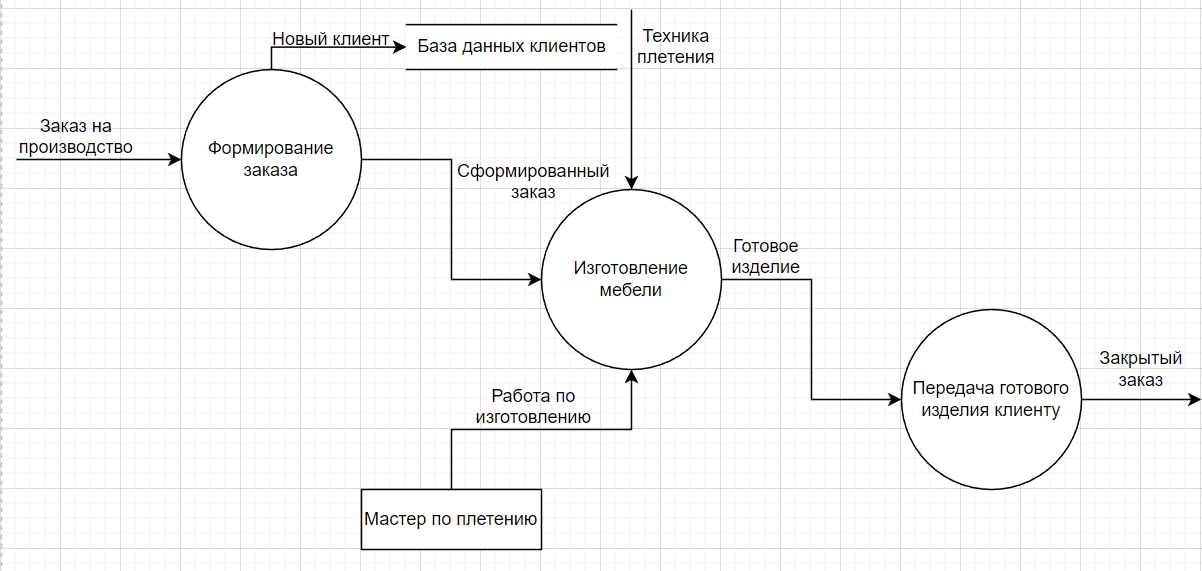 Новый клиент
База данных клиентов
Техника
плетения
Заказ на
производство
Формирование
заказа
Сформированный
заказ
Готовое
изделие
Изготовление
мебели
Закрытый
заказ
Передача готового
изделия клиенту
Работа по
изготовлению
Мастер по плетению